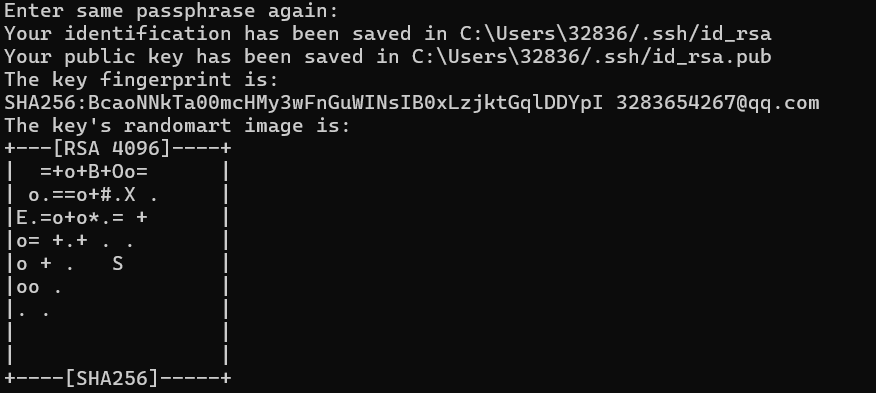 Enter same passphrase again:
Your identification has been saved in C:\Users\32836/.ssh/id_rsa
Your public key has been saved in C:\Users\32836/.ssh/id_rsa.pub
The key fingerprint is:
SHA256:BcaoNNkTa00mcHMy3wFnGuWINsIB0xLzjktGqlDDYpI 3283654267@qq.com
The key's randomart image is:
+---[RSA 4096]----+
|  =+o+B+Oo=      |
| o.==o+#.X .     |
|E.=o+o*.= +      |
|o= +.+ . .       |
|o + .   S        |
|oo .             |
|. .              |
|                 |
|                 |
+----[SHA256]-----+